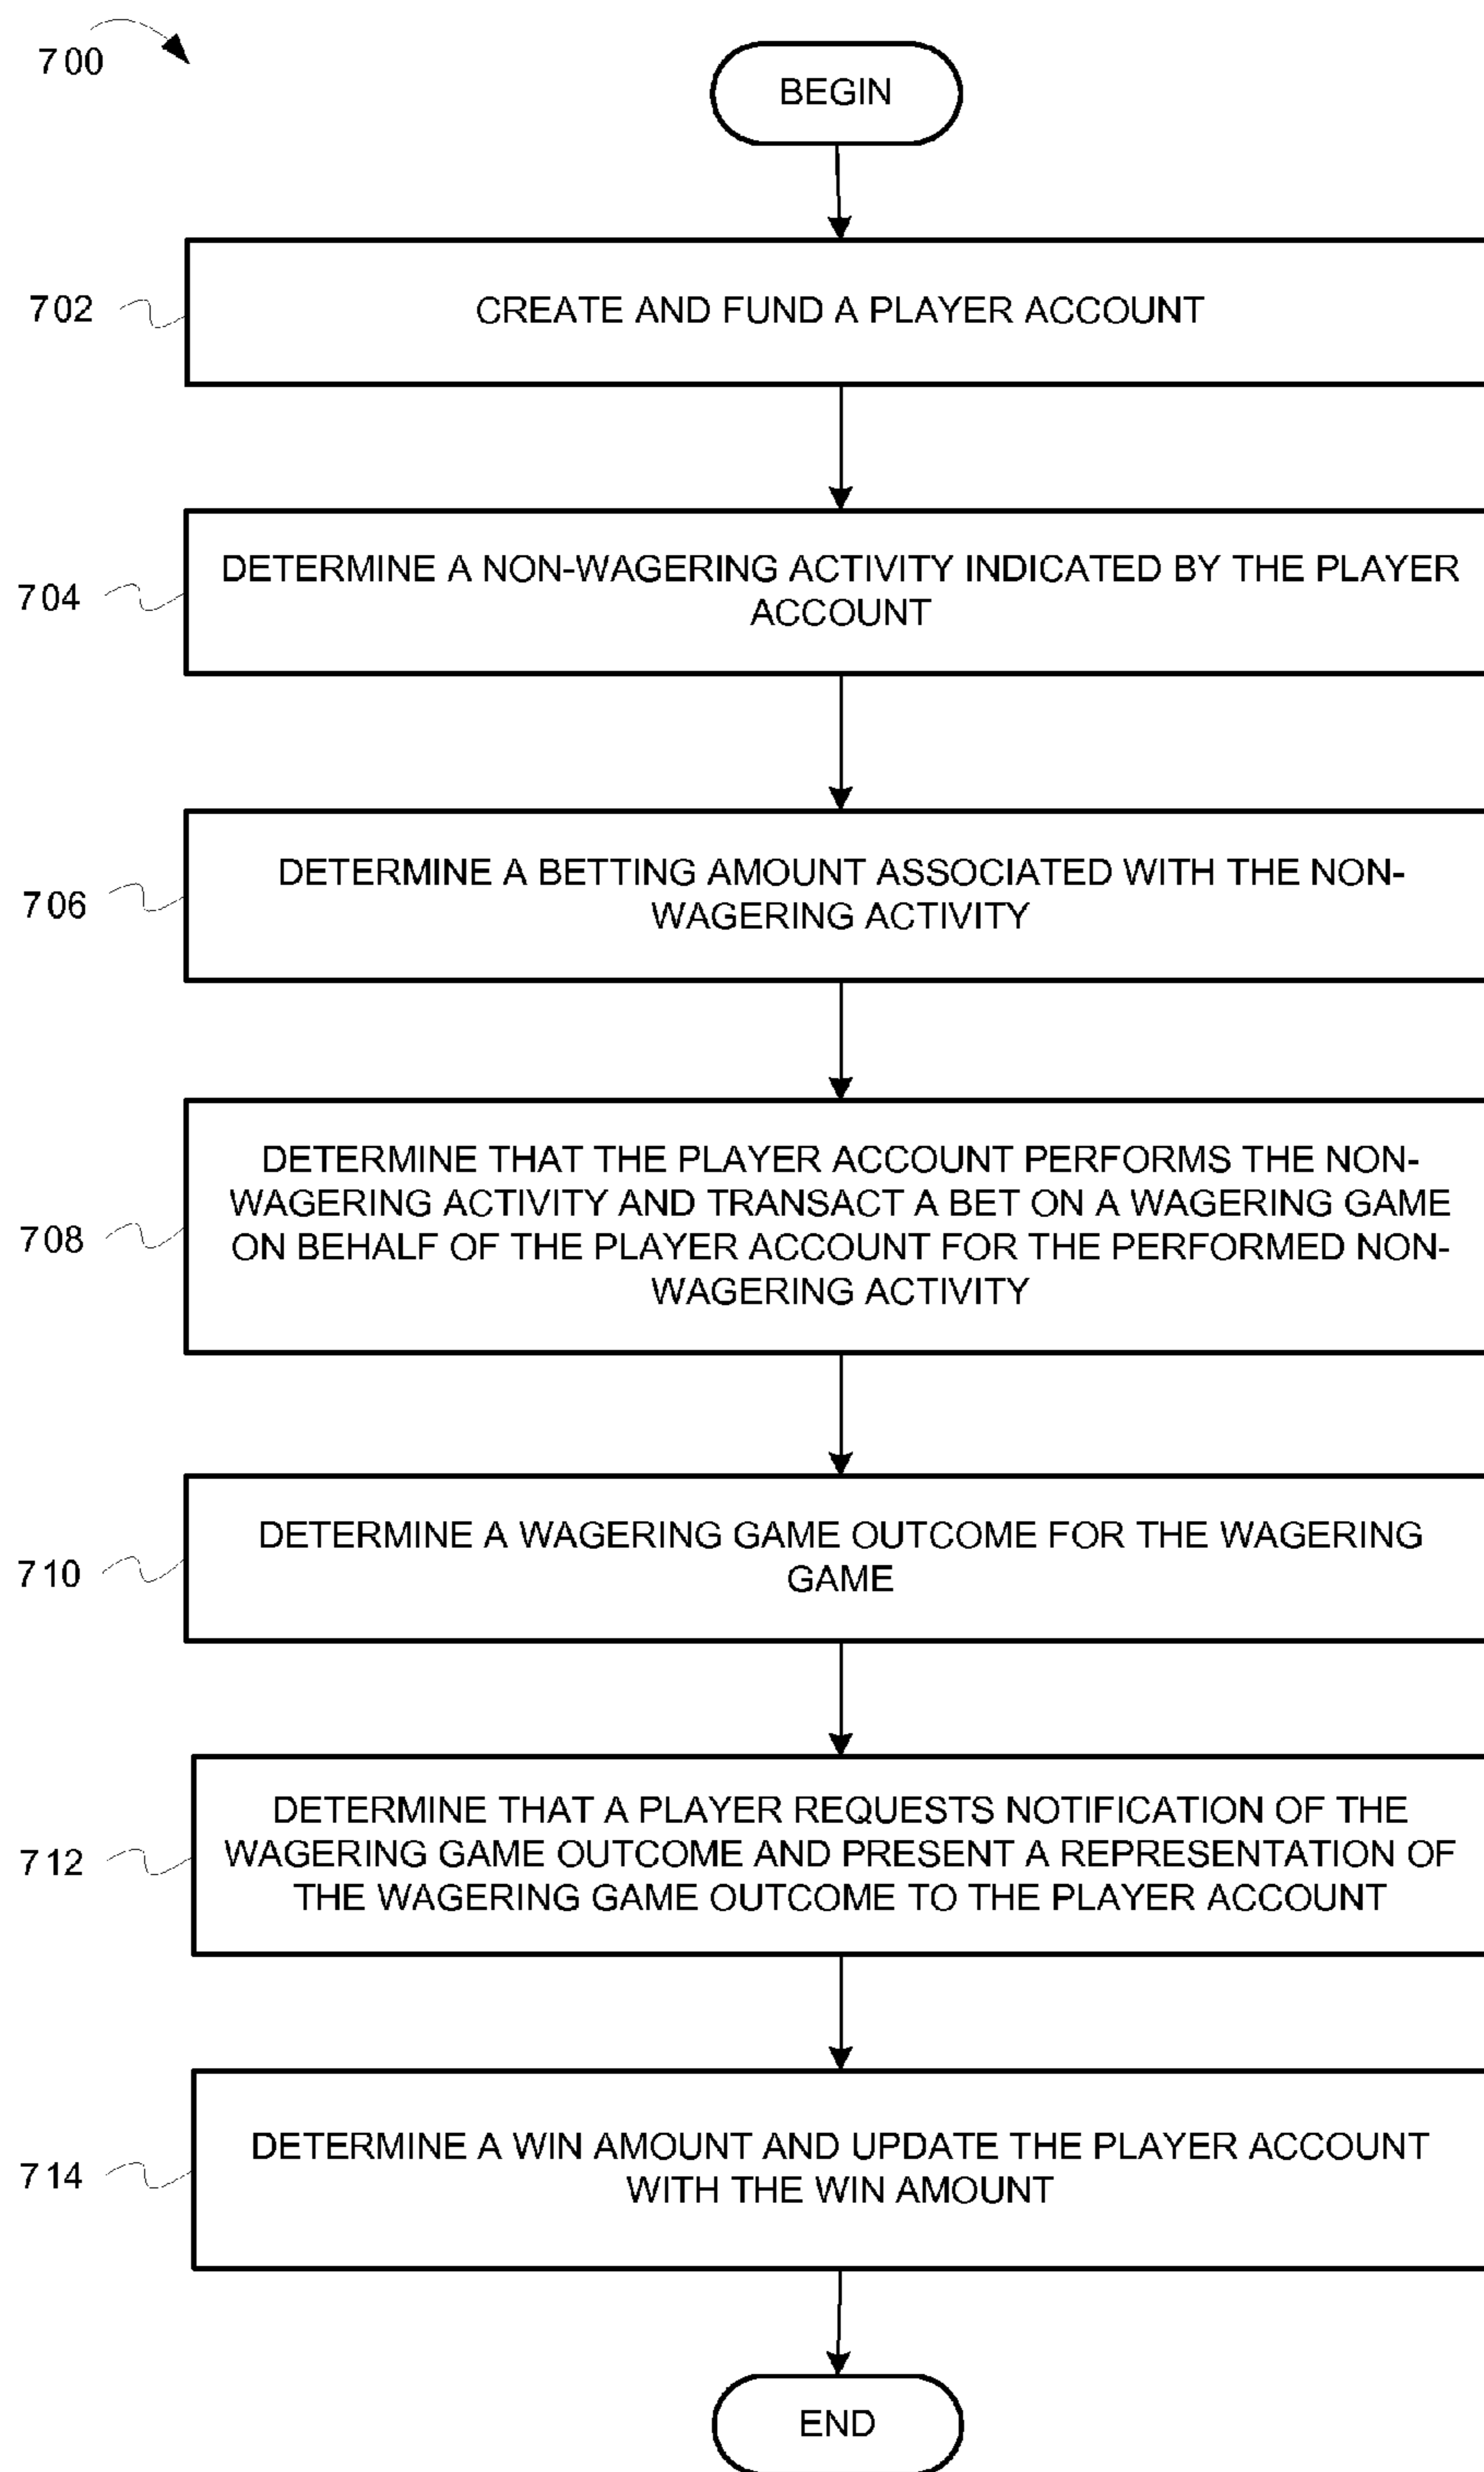 700
BEGIN
702
CREATE AND FUND A PLAYER ACCOUNT
704
DETERMINE A NON-WAGERING ACTIVITY INDICATED BY THE PLAYER
ACCOUNT
706
DETERMINE A BETTING AMOUNT ASSOCIATED WITH THE NON-
WAGERING ACTIVITY
708
DETERMINE THAT THE PLAYER ACCOUNT PERFORMS THE NON-
WAGERING ACTIVITY AND TRANSACT A BET ON A WAGERING GAME
ON BEHALF OF THE PLAYER ACCOUNT FOR THE PERFORMED NON-
WAGERING ACTIVITY
710
DETERMINE A WAGERING GAME OUTCOME FOR THE WAGERING
GAME
712
DETERMINE THAT A PLAYER REQUESTS NOTIFICATION OF THE
WAGERING GAME OUTCOME AND PRESENT A REPRESENTATION OF
THE WAGERING GAME OUTCOME TO THE PLAYER ACCOUNT
714
DETERMINE A WIN AMOUNT AND UPDATE THE PLAYER ACCOUNT
WITH THE WIN AMOUNT
END